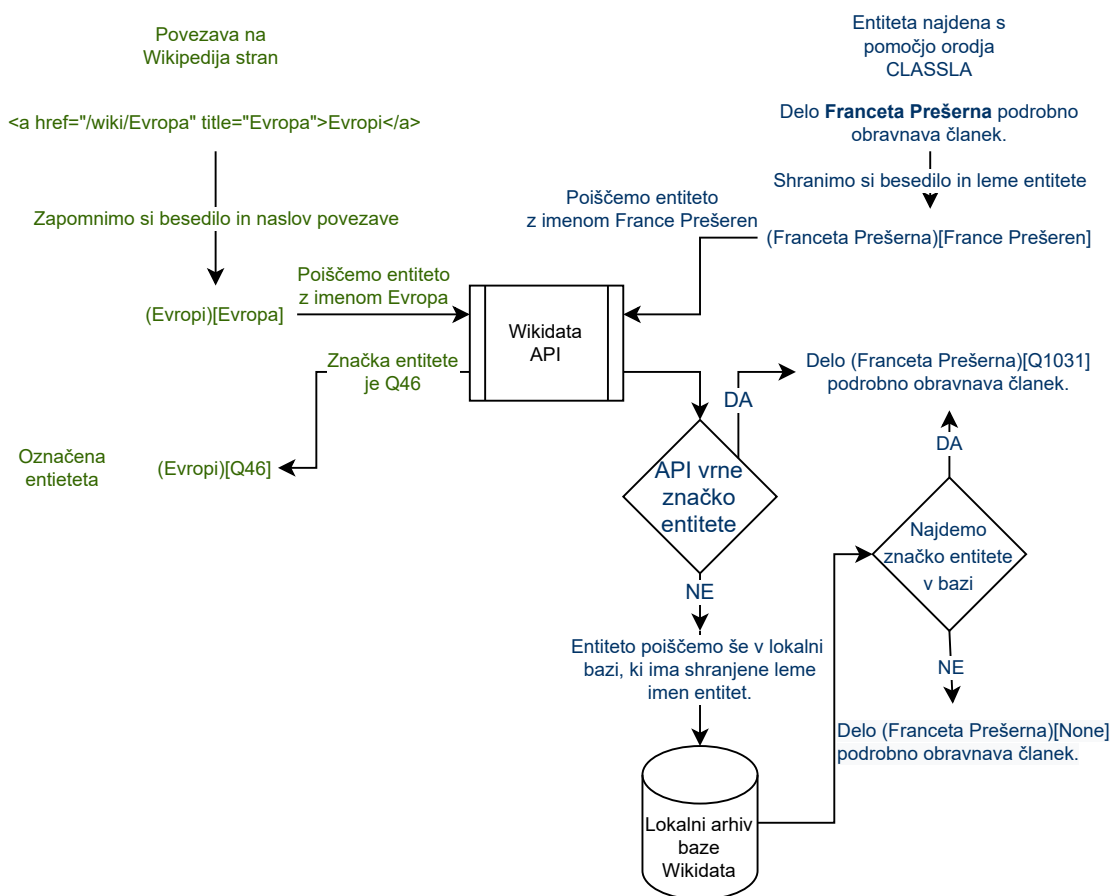 Povezava na
Wikipedija stran
<a href="/wiki/Evropa" title="Evropa">Evropi</a>
Zapomnimo si besedilo in naslov povezave
(Evropi)[Evropa]
Poiščemo entiteto
z imenom Evropa
Entiteta najdena s
pomočjo orodja
CLASSLA
Delo Franceta Prešerna podrobno
obravnava članek.
Shranimo si besedilo in leme entitete
(Franceta Prešerna)[France Prešeren]
Poiščemo entiteto
z imenom France Prešeren
Wikidata
API
Značka entitete
je Q46
Označena
entieteta
(Evropi)[Q46]
API vrne
značko
entitete
DA
Delo (Franceta Prešerna)[Q1031]
podrobno obravnava članek.
NE
Entiteto poiščemo še v lokalni
bazi, ki ima shranjene leme
imen entitet.
Lokalni arhiv
baze
Wikidata
Najdemo
značko entitete
v bazi
DA
NE
Delo (Franceta Prešerna)[None]
podrobno obravnava članek.